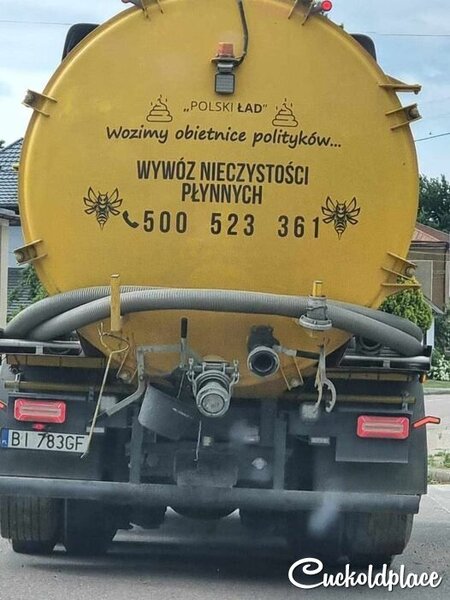 „POLSKI ŁAD”
Wozimy obietnice polityków...
WYWÓZ NIECZYSTOŚCI
PŁYNNYCH
500 523 361
BI 783GF
Cuckoldplace